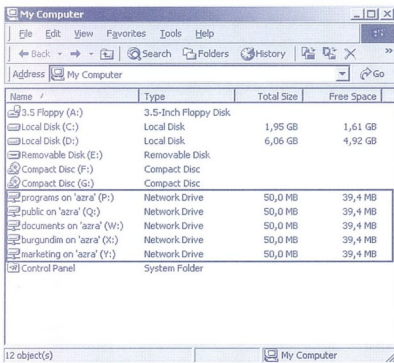 My Computer
File Edit View Favorites Tools Help
Back Search Folders History »
Address My Computer Go
Name Type Total Size Free Space
3.5 Floppy (A:) 3.5-Inch Floppy Disk
Local Disk (C:) Local Disk 1,95 GB 1,61 GB
Local Disk (D:) Local Disk 6,06 GB 4,92 GB
Removable Disk (E:) Removable Disk
Compact Disc (F:) Compact Disc
Compact Disc (G:) Compact Disc
programs on 'azra' (P:) Network Drive 50,0 MB 39,4 MB
public on 'azra' (Q:) Network Drive 50,0 MB 39,4 MB
documents on 'azra' (W:) Network Drive 50,0 MB 39,4 MB
burgundim on 'azra' (X:) Network Drive 50,0 MB 39,4 MB
marketing on 'azra' (Y:) Network Drive 50,0 MB 39,4 MB
Control Panel System Folder
12 object(s) My Computer